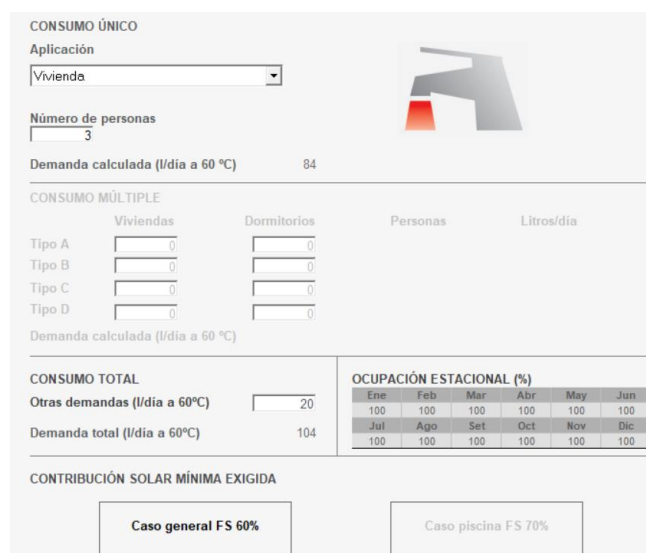 CONSUMO ÚNICO
Aplicación
Vivienda
Número de personas
3
Demanda calculada (l/día a 60 ºC) 84
CONSUMO MÚLTIPLE
Viviendas Dormitorios Personas Litros/día
Tipo A 0 0
Tipo B 0 0
Tipo C 0 0
Tipo D 0 0
Demanda calculada (l/día a 60 ºC)
CONSUMO TOTAL
Otras demandas (l/día a 60ºC) 20
Demanda total (l/día a 60ºC) 104
OCUPACIÓN ESTACIONAL (%)
Ene Feb Mar Abr May Jun
100 100 100 100 100 100
Jul Ago Set Oct Nov Dic
100 100 100 100 100 100
CONTRIBUCIÓN SOLAR MÍNIMA EXIGIDA
Caso general FS 60% Caso piscina FS 70%